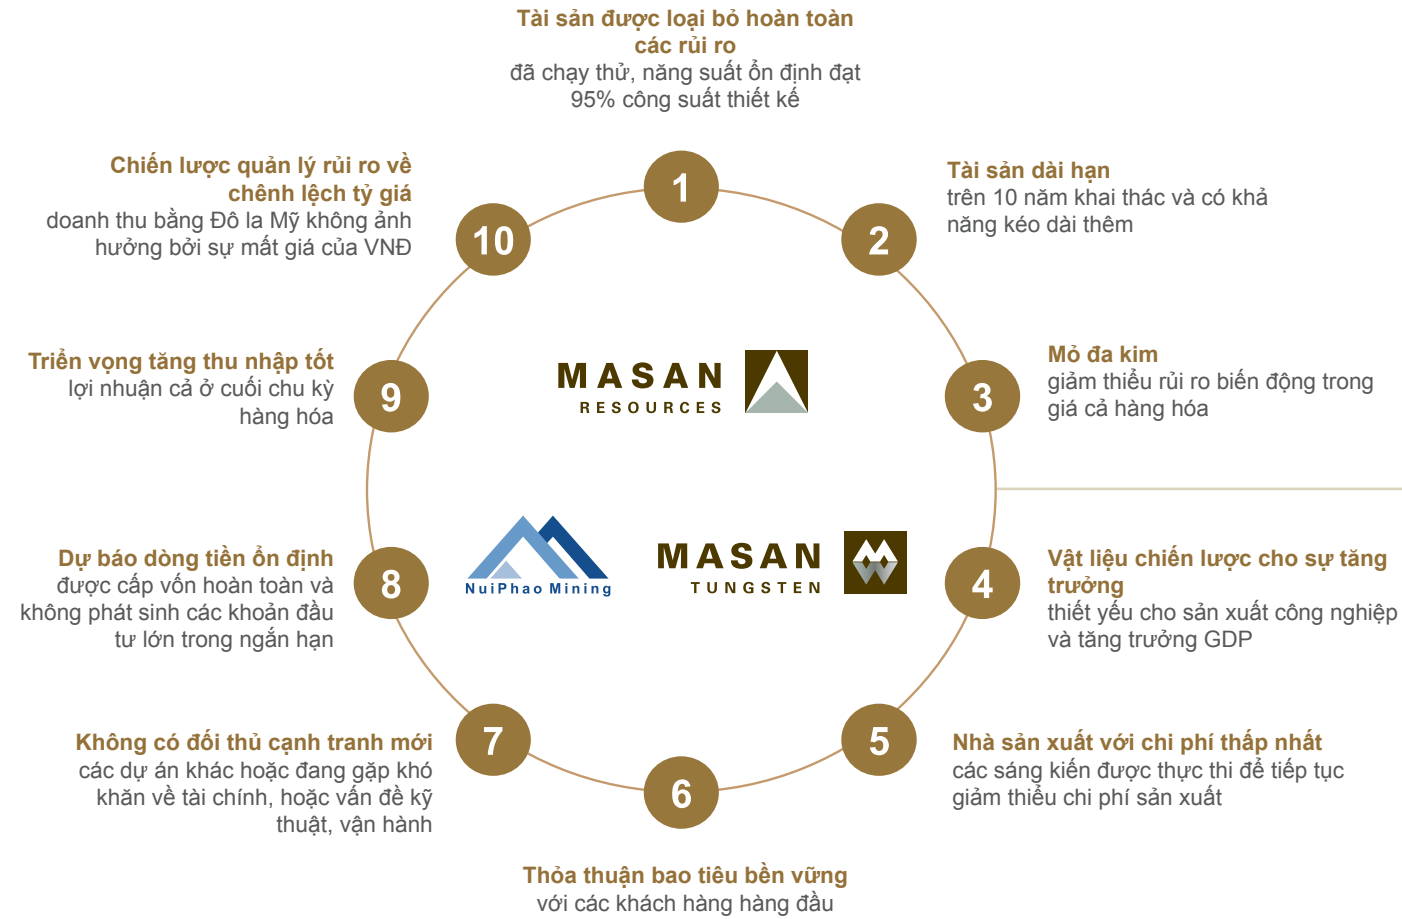 Tài sản được loại bỏ hoàn toàn
các rủi ro
đã chạy thử, năng suất ổn định đạt
95% công suất thiết kế
1
Tài sản dài hạn
trên 10 năm khai thác và có khả
năng kéo dài thêm
2
Mỏ đa kim
giảm thiểu rủi ro biến động trong
giá cả hàng hóa
3
Vật liệu chiến lược cho sự tăng
trưởng
thiết yếu cho sản xuất công nghiệp
và tăng trưởng GDP
4
Nhà sản xuất với chi phí thấp nhất
các sáng kiến được thực thi để tiếp tục
giảm thiểu chi phí sản xuất
5
Thỏa thuận bao tiêu bền vững
với các khách hàng hàng đầu
6
Không có đối thủ cạnh tranh mới
các dự án khác hoặc đang gặp khó
khăn về tài chính, hoặc vấn đề kỹ
thuật, vận hành
7
Dự báo dòng tiền ổn định
được cấp vốn hoàn toàn và
không phát sinh các khoản đầu
tư lớn trong ngắn hạn
8
Triển vọng tăng thu nhập tốt
lợi nhuận cả ở cuối chu kỳ
hàng hóa
9
Chiến lược quản lý rủi ro về
chênh lệch tỷ giá
doanh thu bằng Đô la Mỹ không ảnh
hưởng bởi sự mất giá của VNĐ
10
MASAN
RESOURCES
NuiPhao Mining
MASAN
TUNGSTEN